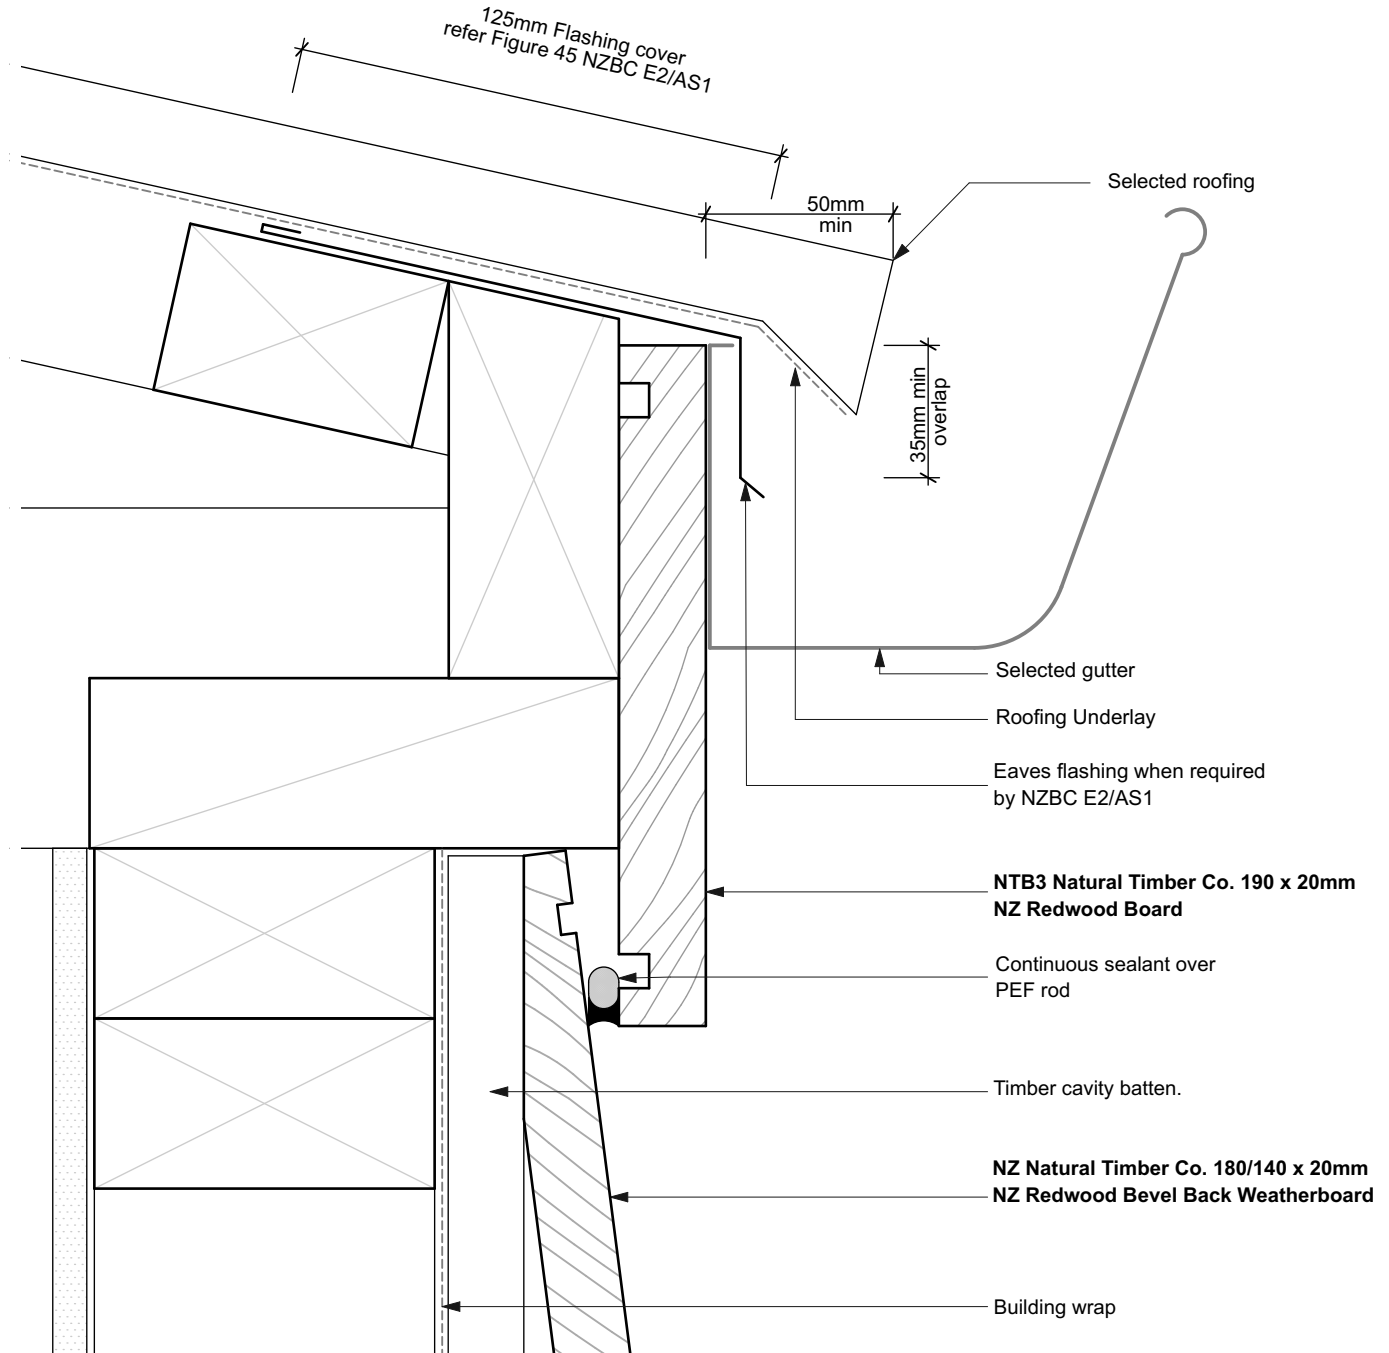 125mm Flashing cover
refer Figure 45 NZBC E2/AS1
Selected roofing
50mm
min
35mm min
overlap
Selected gutter
Roofing Underlay
Eaves flashing when required
by NZBC E2/AS1
NTB3 Natural Timber Co. 190 x 20mm
NZ Redwood Board
Continuous sealant over
PEF rod
Timber cavity batten.
NZ Natural Timber Co. 180/140 x 20mm
NZ Redwood Bevel Back Weatherboard
Building wrap